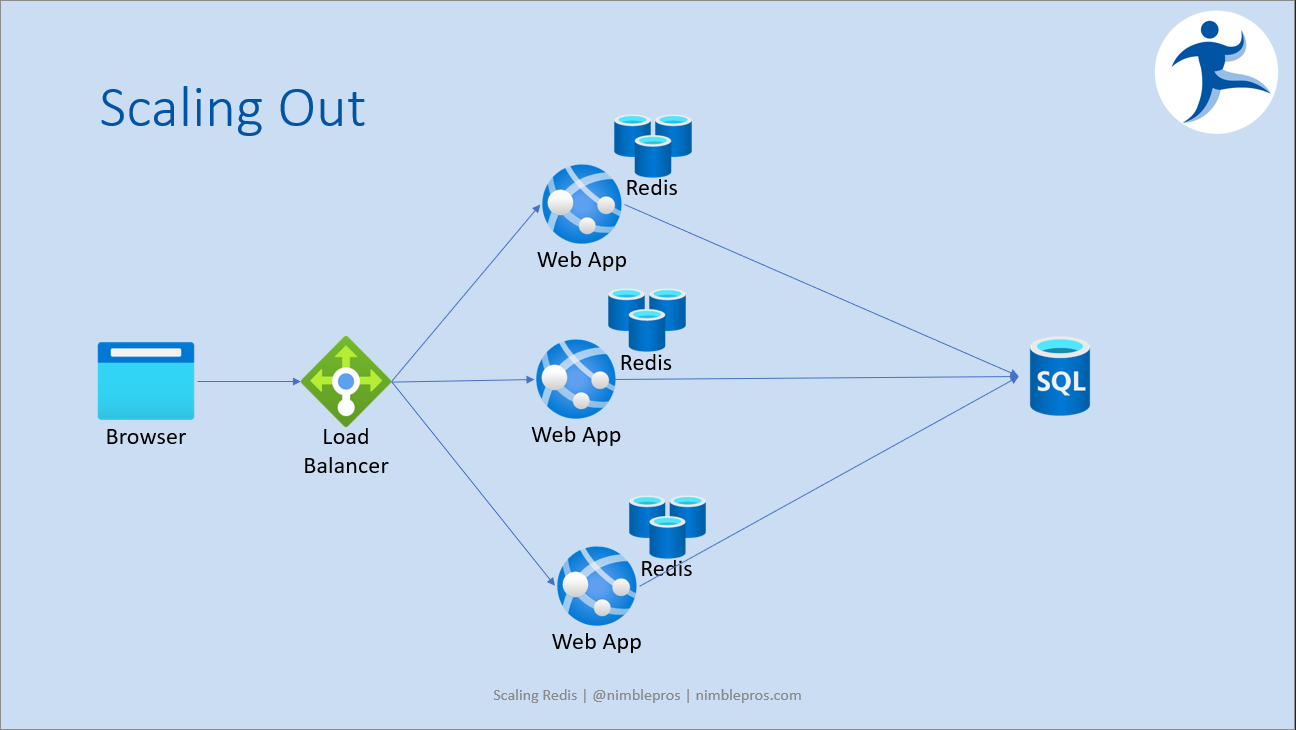 Scaling Out
Redis
Web App
Redis
Web App
Browser
Load
Balancer
SQL
Redis
Web App
Scaling Redis | @nimblepros | nimblepros.com